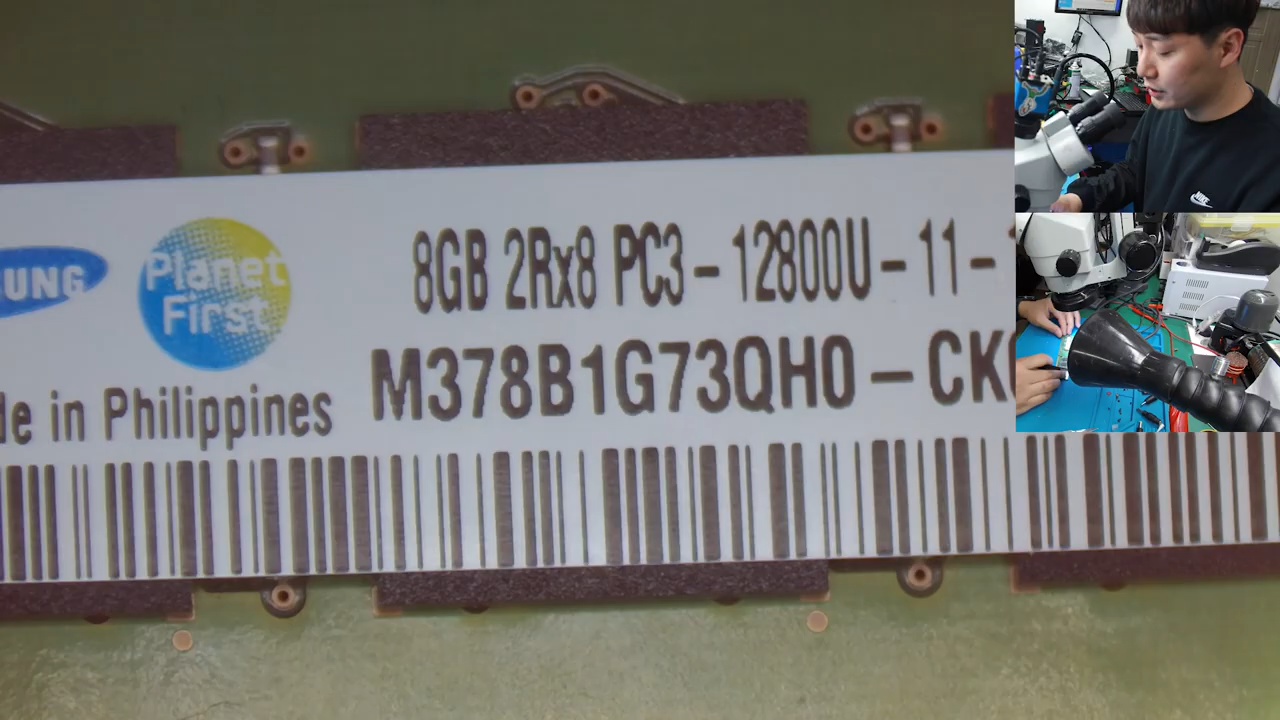 UNG
Planet
First
8GB 2Rx8 PC3-12800U-11-
M378B1G73QH0-CK
de in Philippines